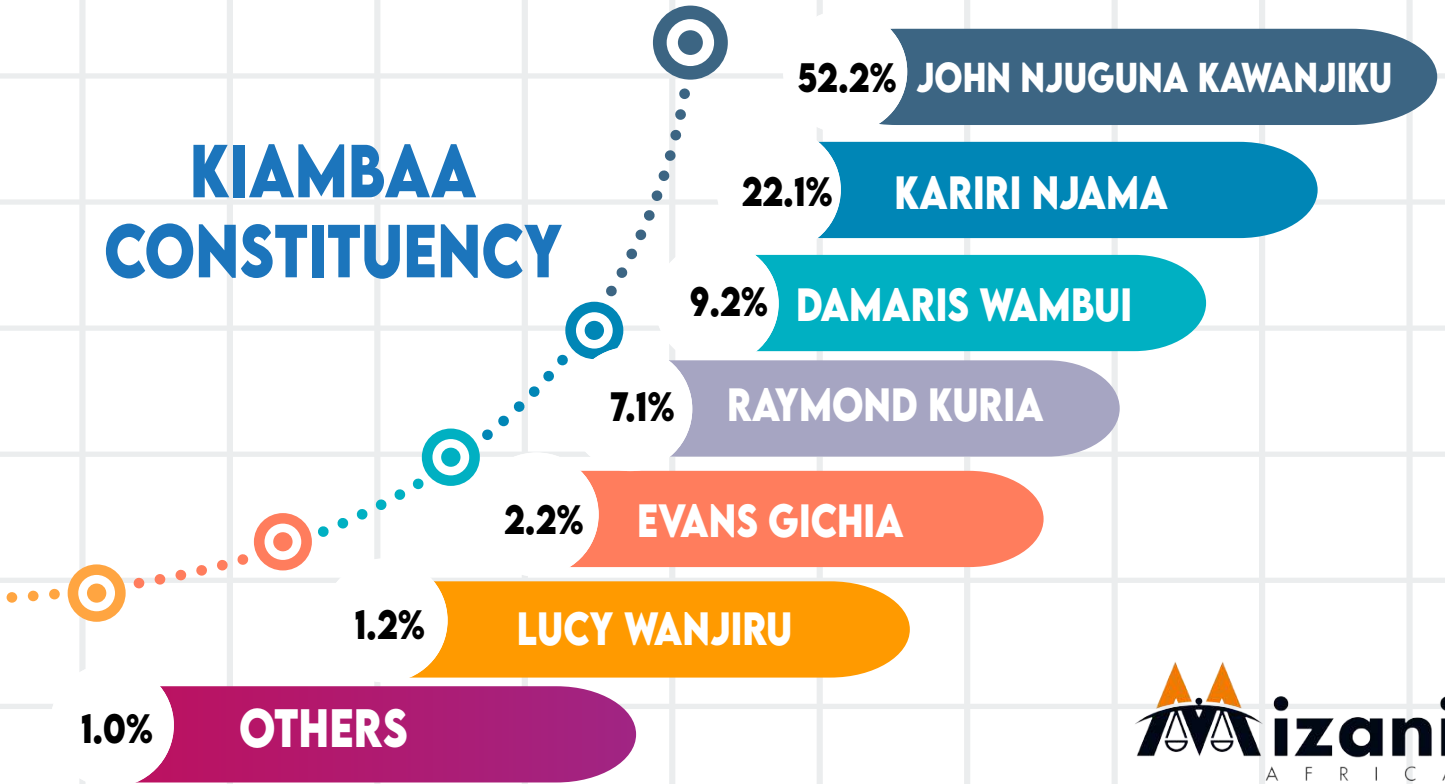 KIAMBAA
CONSTITUENCY
52.2% JOHN NJUGUNA KAWANJIKU
22.1% KARIRI NJAMA
9.2% DAMARIS WAMBUI
7.1% RAYMOND KURIA
2.2% EVANS GICHIA
1.2% LUCY WANJIRU
1.0% OTHERS
Mizani
AFRICA